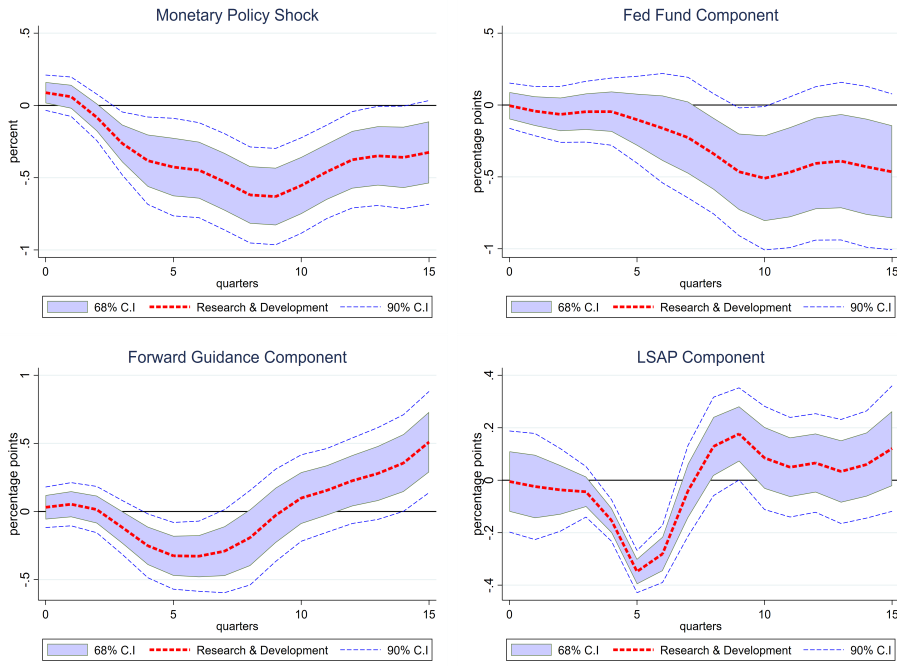 Monetary Policy Shock
percent
.5
0
-.5
-1
0 5 10 15
quarters
68% C.I Research & Development 90% C.I
Fed Fund Component
percentage points
.5
0
-.5
-1
0 5 10 15
quarters
68% C.I Research & Development 90% C.I
Forward Guidance Component
percentage points
1
.5
0
-.5
0 5 10 15
quarters
68% C.I Research & Development 90% C.I
LSAP Component
percentage points
.4
.2
0
-.2
-.4
0 5 10 15
quarters
68% C.I Research & Development 90% C.I